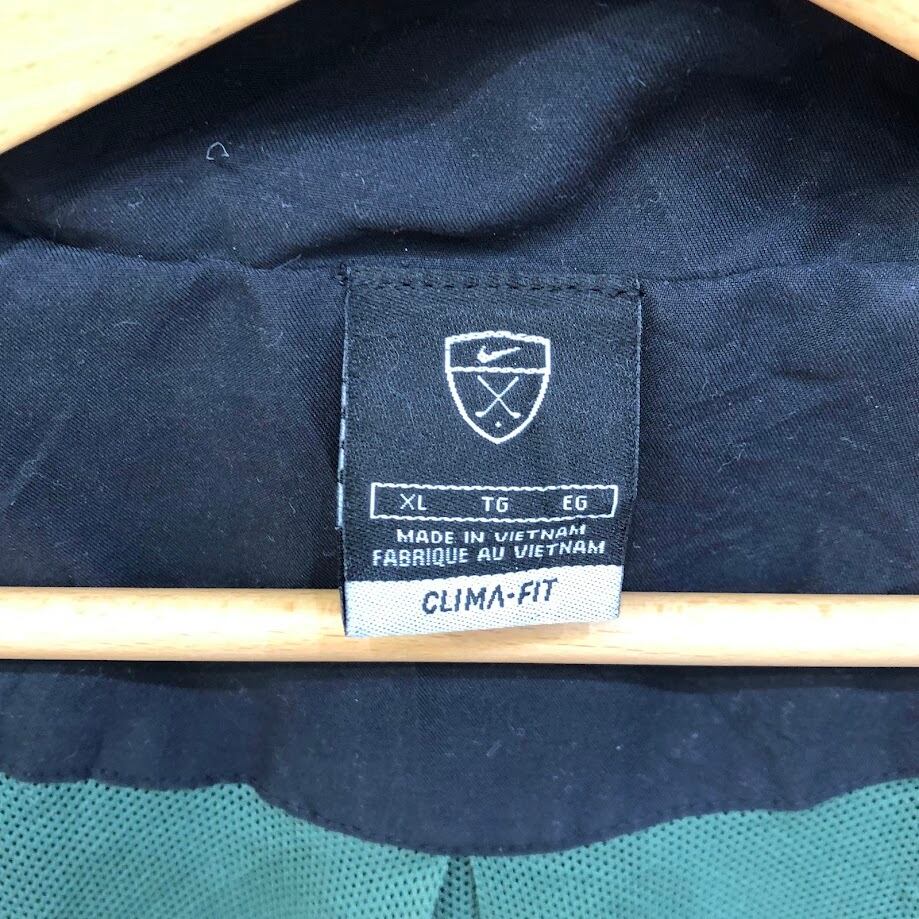 XL TG EG
MADE IN VIETNAM
FABRIQUE AU VIETNAM
CLIMA-FIT